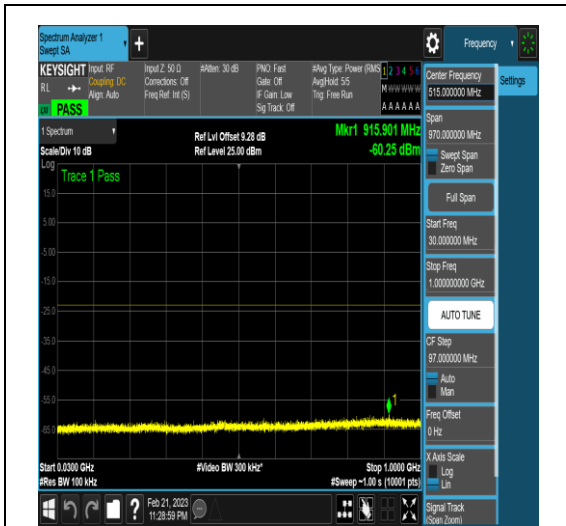 Spectrum Analyzer 1
Swept SA
+
Frequency
Settings
KEYSIGHT
RL
PASS
Input: RF
Coupling: DC
Align: Auto
Input Z: 50 Ω
Corrections: Off
Freq Ref: Int (S)
#Atten: 30 dB
PNO: Fast
Gate: Off
IF Gain: Low
Sig Track: Off
#Avg Type: Power (RMS
Avg|Hold: 5/5
Trig: Free Run
1 2 3 4 5 6
M W W W W W
A A A A A A
1 Spectrum
Scale/Div 10 dB
Log
Ref Lvl Offset 9.28 dB
Ref Level 25.00 dBm
Mkr1 915.901 MHz
-60.25 dBm
Trace 1 Pass
15.0
5.00
-5.00
-15.0
-25.0
-35.0
-45.0
-55.0
-65.0
1
Start 0.0300 GHz
#Res BW 100 kHz
#Video BW 300 kHz*
Stop 1.0000 GHz
#Sweep ~1.00 s (10001 pts)
Center Frequency
515.000000 MHz
Span
970.000000 MHz
Swept Span
Zero Span
Full Span
Start Freq
30.000000 MHz
Stop Freq
1.000000000 GHz
AUTO TUNE
CF Step
97.000000 MHz
Auto
Man
Freq Offset
0 Hz
X Axis Scale
Log
Lin
Signal Track
(Span Zoom)
?
Feb 21, 2023
11:28:59 PM